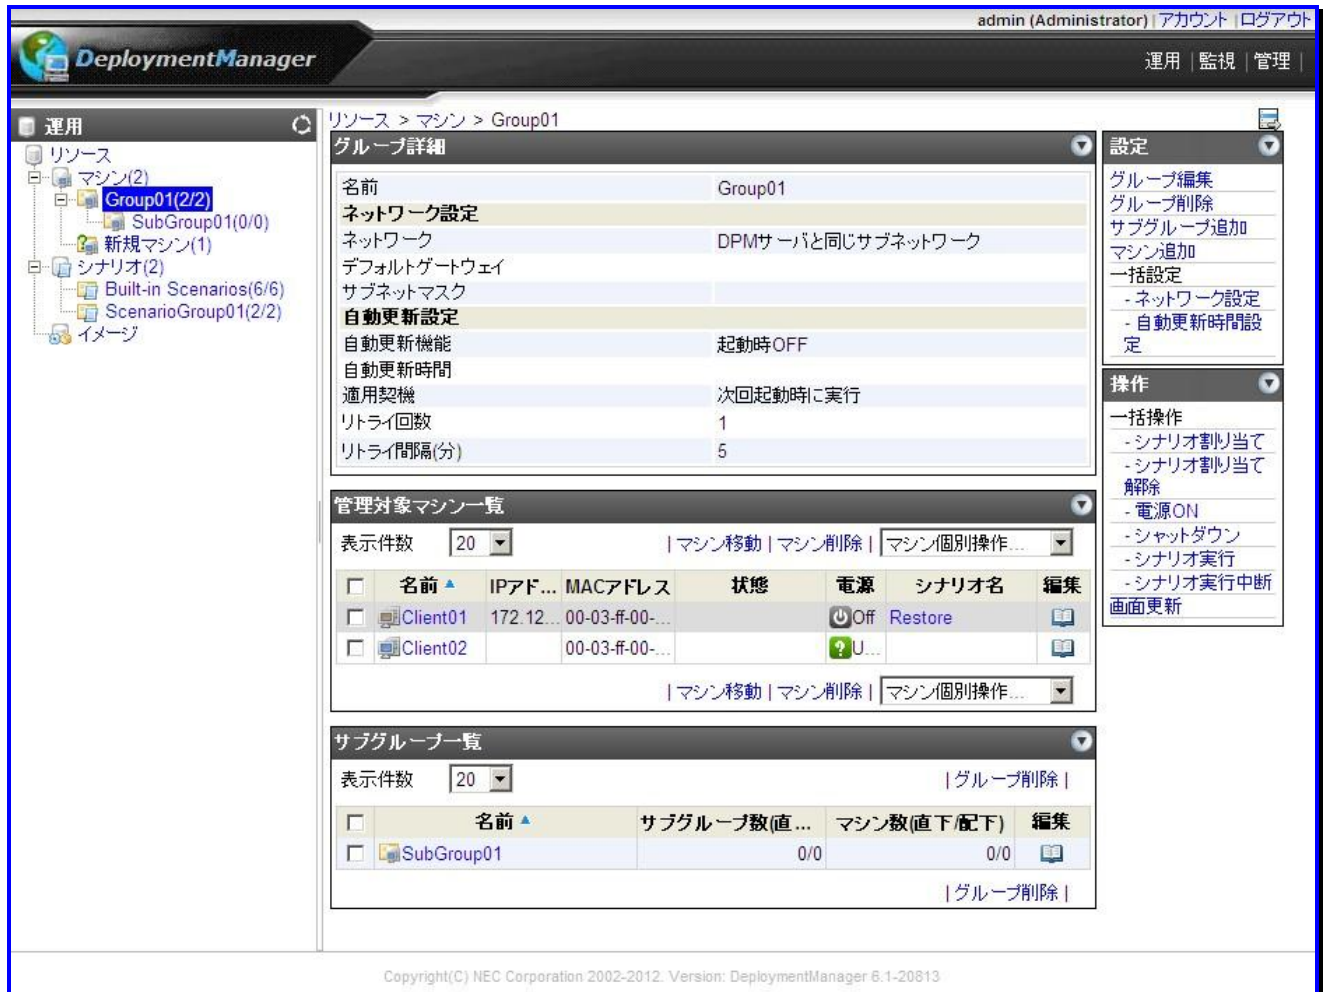 admin (Administrator) | アカウント | ログアウト
DeploymentManager
運用 | 監視 | 管理 |
運用
リソース
マシン(2)
Group01(2/2)
SubGroup01(0/0)
新規マシン(1)
シナリオ(2)
Built-in Scenarios(6/6)
ScenarioGroup01(2/2)
イメージ
リソース > マシン > Group01
グループ詳細
名前 Group01
ネットワーク設定
ネットワーク DPMサーバと同じサブネットワーク
デフォルトゲートウェイ
サブネットマスク
自動更新設定
自動更新機能 起動時OFF
自動更新時間
適用契機 次回起動時に実行
リトライ回数 1
リトライ間隔(分) 5
管理対象マシン一覧
表示件数 20 | マシン移動 | マシン削除 | マシン個別操作...
名前 IPアド... MACアドレス 状態 電源 シナリオ名 編集
Client01 172.12... 00-03-ff-00-... Off Restore
Client02 00-03-ff-00-... U...
| マシン移動 | マシン削除 | マシン個別操作...
サブグループ一覧
表示件数 20 | グループ削除 |
名前 サブグループ数(直... マシン数(直下/配下) 編集
SubGroup01 0/0 0/0
| グループ削除 |
設定
グループ編集
グループ削除
サブグループ追加
マシン追加
一括設定
- ネットワーク設定
- 自動更新時間設
定
操作
一括操作
- シナリオ割り当て
- シナリオ割り当て
解除
- 電源ON
- シャットダウン
- シナリオ実行
- シナリオ実行中断
画面更新
Copyright(C) NEC Corporation 2002-2012. Version: DeploymentManager 6.1-20813